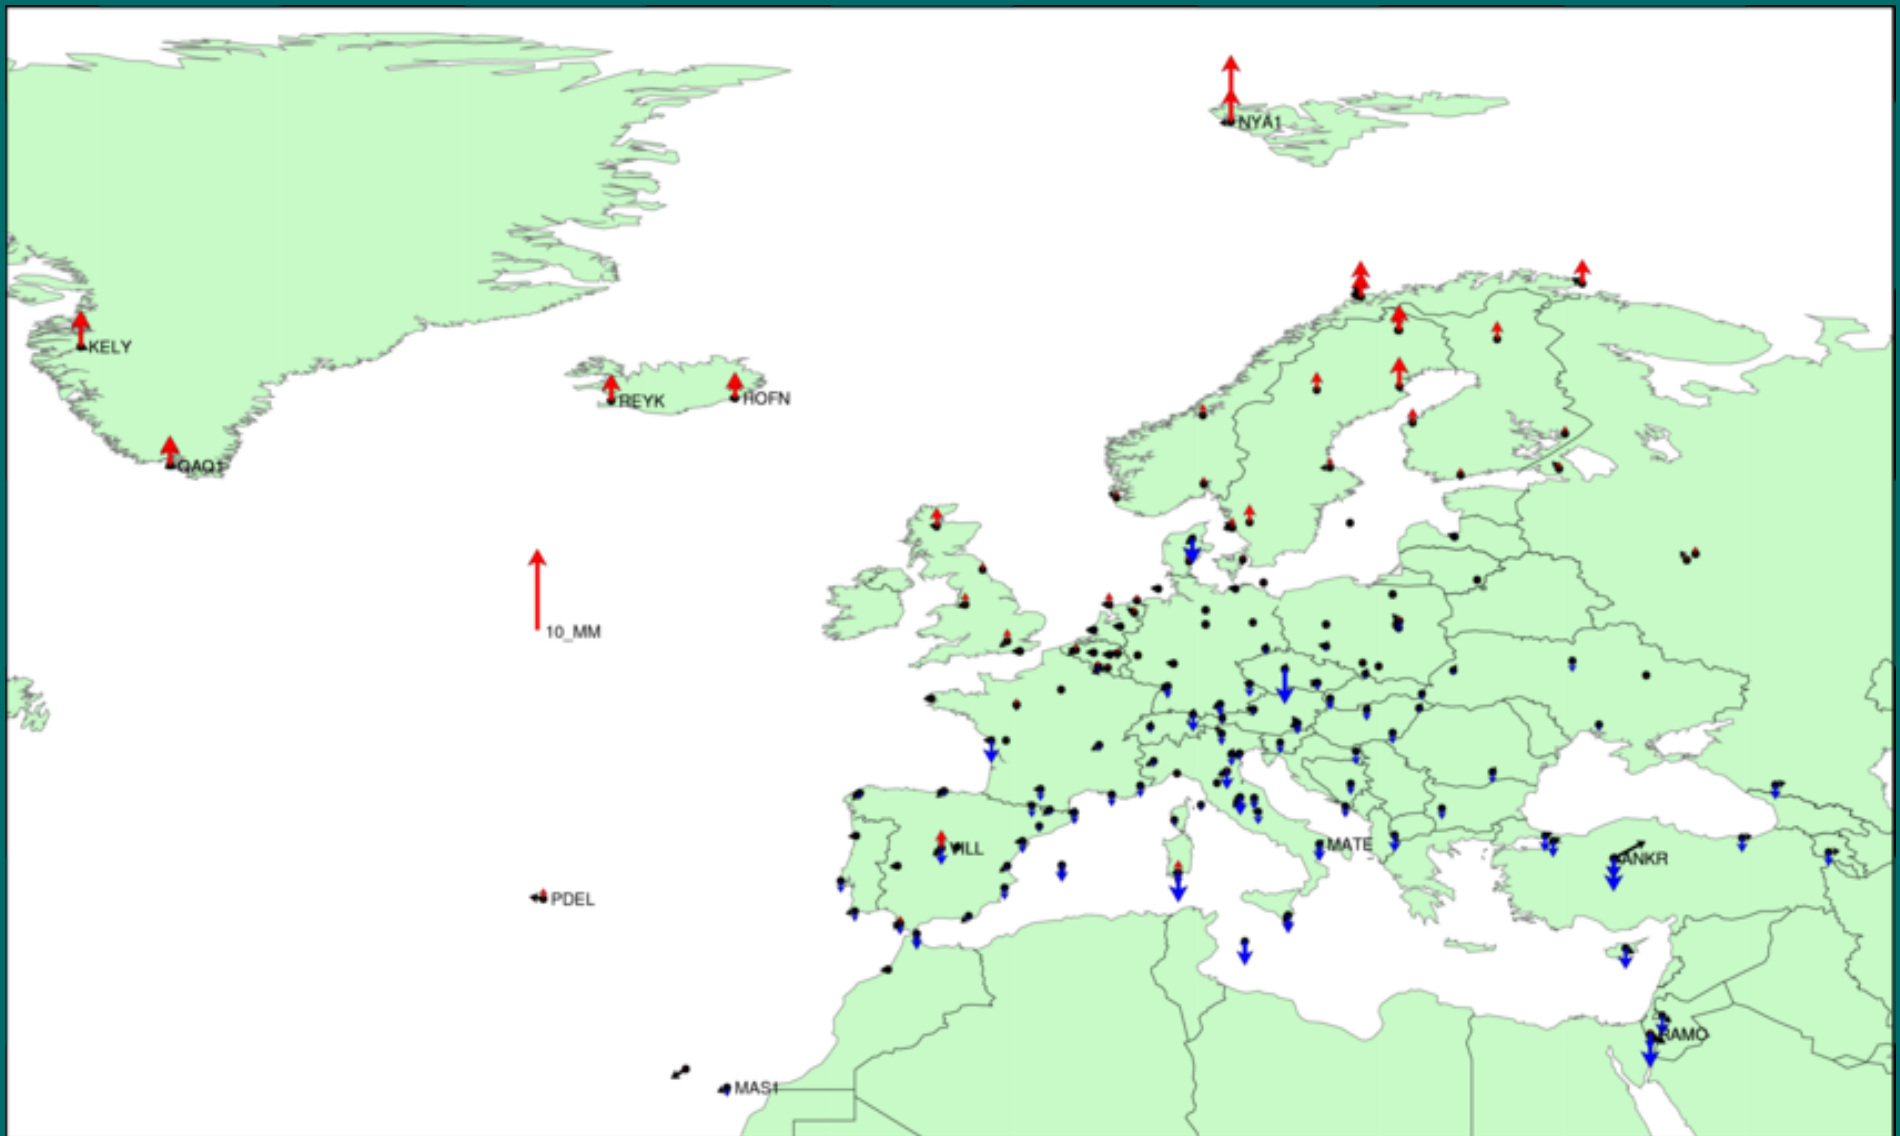 NYA1
KELY
REYK
HOFN
QAQ1
10_MM
VILL
MATE
ANKR
PDEL
RAMO
MAS1